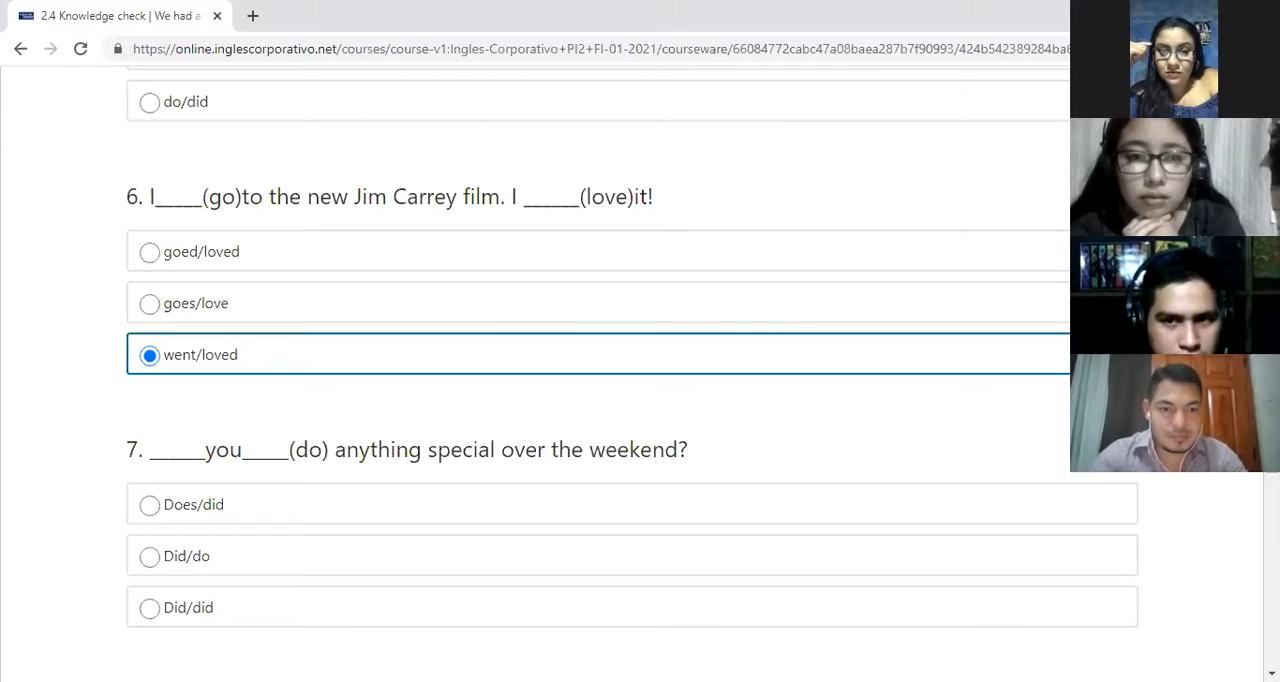 2.4 Knowledge check | We had a
https://online.inglescorporativo.net/courses/course-v1:Ingles-Corporativo+PI2+FI-01-2021/courseware/66084772cabc47a08baea287b7f90993/424b542389284ba6
do/did
6. I_____(go)to the new Jim Carrey film. I ______(love)it!
goed/loved
goes/love
went/loved
7. ______you_____(do) anything special over the weekend?
Does/did
Did/do
Did/did